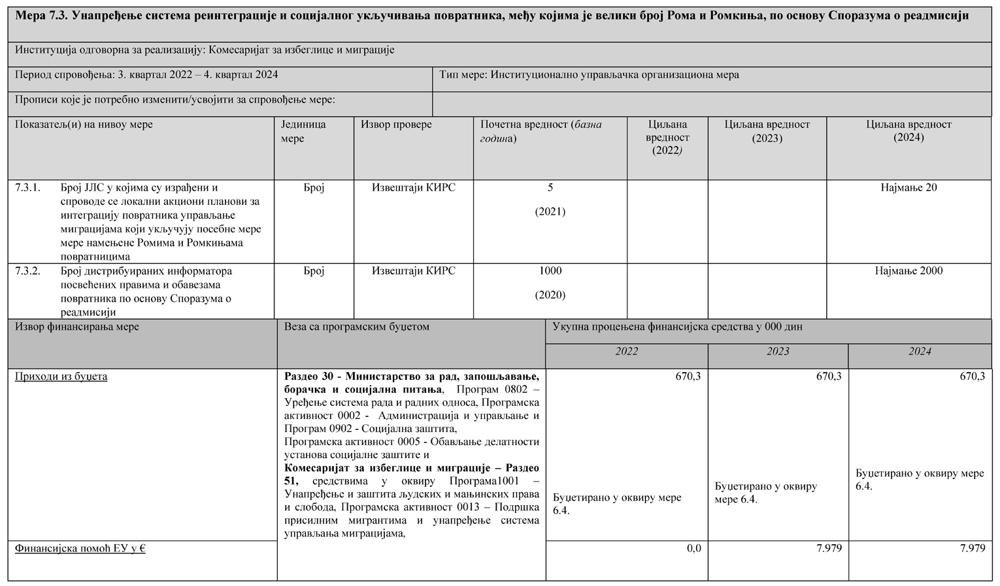 Мера 7.3. Унапређење система реинтеграције и социјалног укључивања повратника, међу којима је велики број Рома и Ромкиња, по основу Споразума о реадмисији
Институција одговорна за реализацију: Комесаријат за избеглице и миграције
Период спровођења: 3. квартал 2022 – 4. квартал 2024
Тип мере: Институционално управљачка организациона мера
Прописи које је потребно изменити/усвојити за спровођење мере:
Показатељ(и) на нивоу мере
Јединица
мере
Извор провере
Почетна вредност (базна
година)
Циљана
вредност
(2022)
Циљана вредност
(2023)
Циљана вредност
(2024)
7.3.1.
Број ЈЛС у којима су израђени и
спроводе се локални акциони планови за
интеграцију повратника управљање
миграцијама који укључују посебне мере
мере намењене Ромима и Ромкињама
повратницима
Број
Извештаји КИРС
5
(2021)
Најмање 20
7.3.2.
Број дистрибуираних информатора
посвећених правима и обавезама
повратника по основу Споразума о
реадмисији
Број
Извештаји КИРС
1000
(2020)
Најмање 2000
Извор финансирања мере
Веза са програмским буџетом
Укупна процењена финансијска средства у 000 дин
2022
2023
2024
Приходи из буџета
Раздео 30 - Министарство за рад, запошљавање,
борачка и социјална питања, Програм 0802 –
Уређење система рада и радних односа, Програмска
активност 0002 - Администрација и управљање и
Програм 0902 - Социјална заштита,
Програмска активност 0005 - Обављање делатности
установа социјалне заштите и
Комесаријат за избеглице и миграције – Раздео
51, средствима у оквиру Програма1001 –
Унапређење и заштита људских и мањинских права
и слобода, Програмска активност 0013 – Подршка
присилним мигрантима и унапређење система
управљања миграцијама,
670,3
Буџетирано у оквиру мере
6.4.
670,3
Буџетирано у оквиру
мере 6.4.
670,3
Буџетирано у оквиру мере
6.4.
Финансијска помоћ ЕУ у €
0,0
7.979
7.979